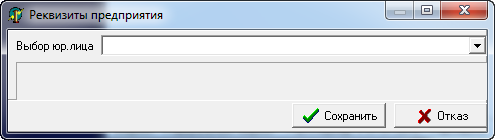 Реквизиты предприятия
Выбор юр.лица
Сохранить Отказ